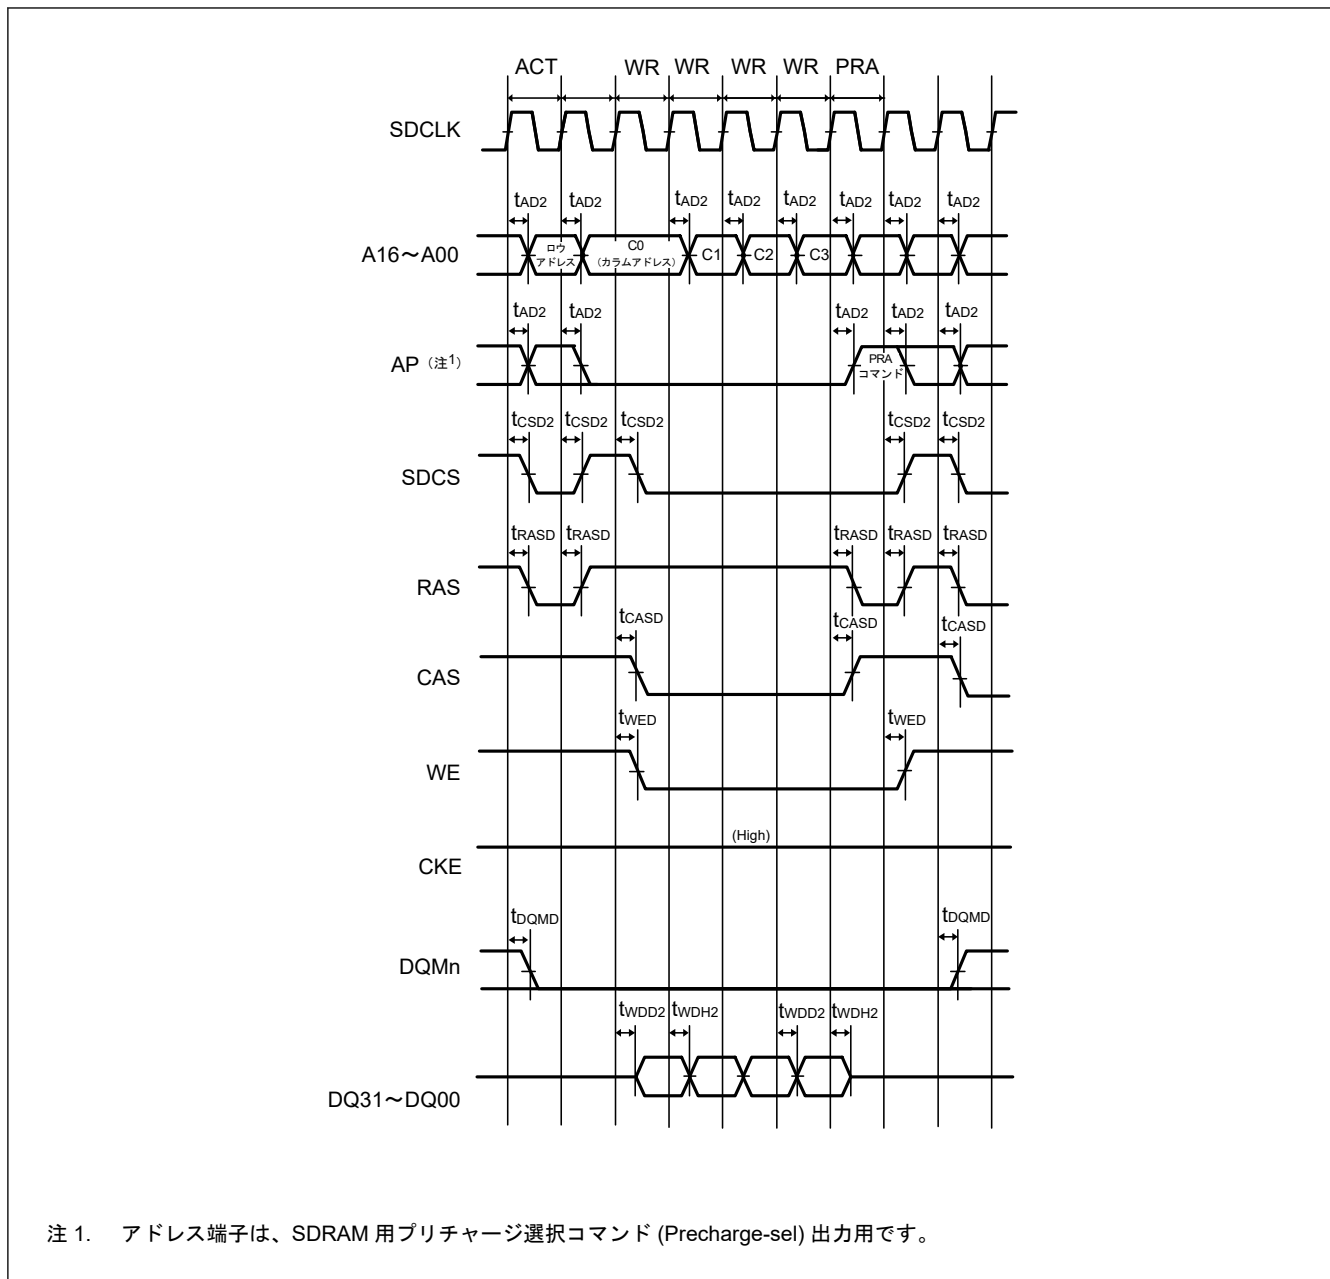 ACT WR WR WR WR PRA
SDCLK
tAD2 tAD2 tAD2 tAD2 tAD2 tAD2 tAD2 tAD2
A16～A00
ロウ
アドレス
C0
(カラムアドレス)
C1 C2 C3
tAD2 tAD2 tAD2 tAD2 tAD2
AP (注1)
PRA
コマンド
tCSD2 tCSD2 tCSD2 tCSD2 tCSD2
SDCS
tRASD tRASD tRASD tRASD tRASD
RAS
tCASD tCASD tCASD
CAS
tWED tWED
WE
(High)
CKE
tDQMD tDQMD
DQMn
tWDD2 tWDH2 tWDD2 tWDH2
DQ31～DQ00
注 1. アドレス端子は、SDRAM 用プリチャージ選択コマンド (Precharge-sel) 出力用です。